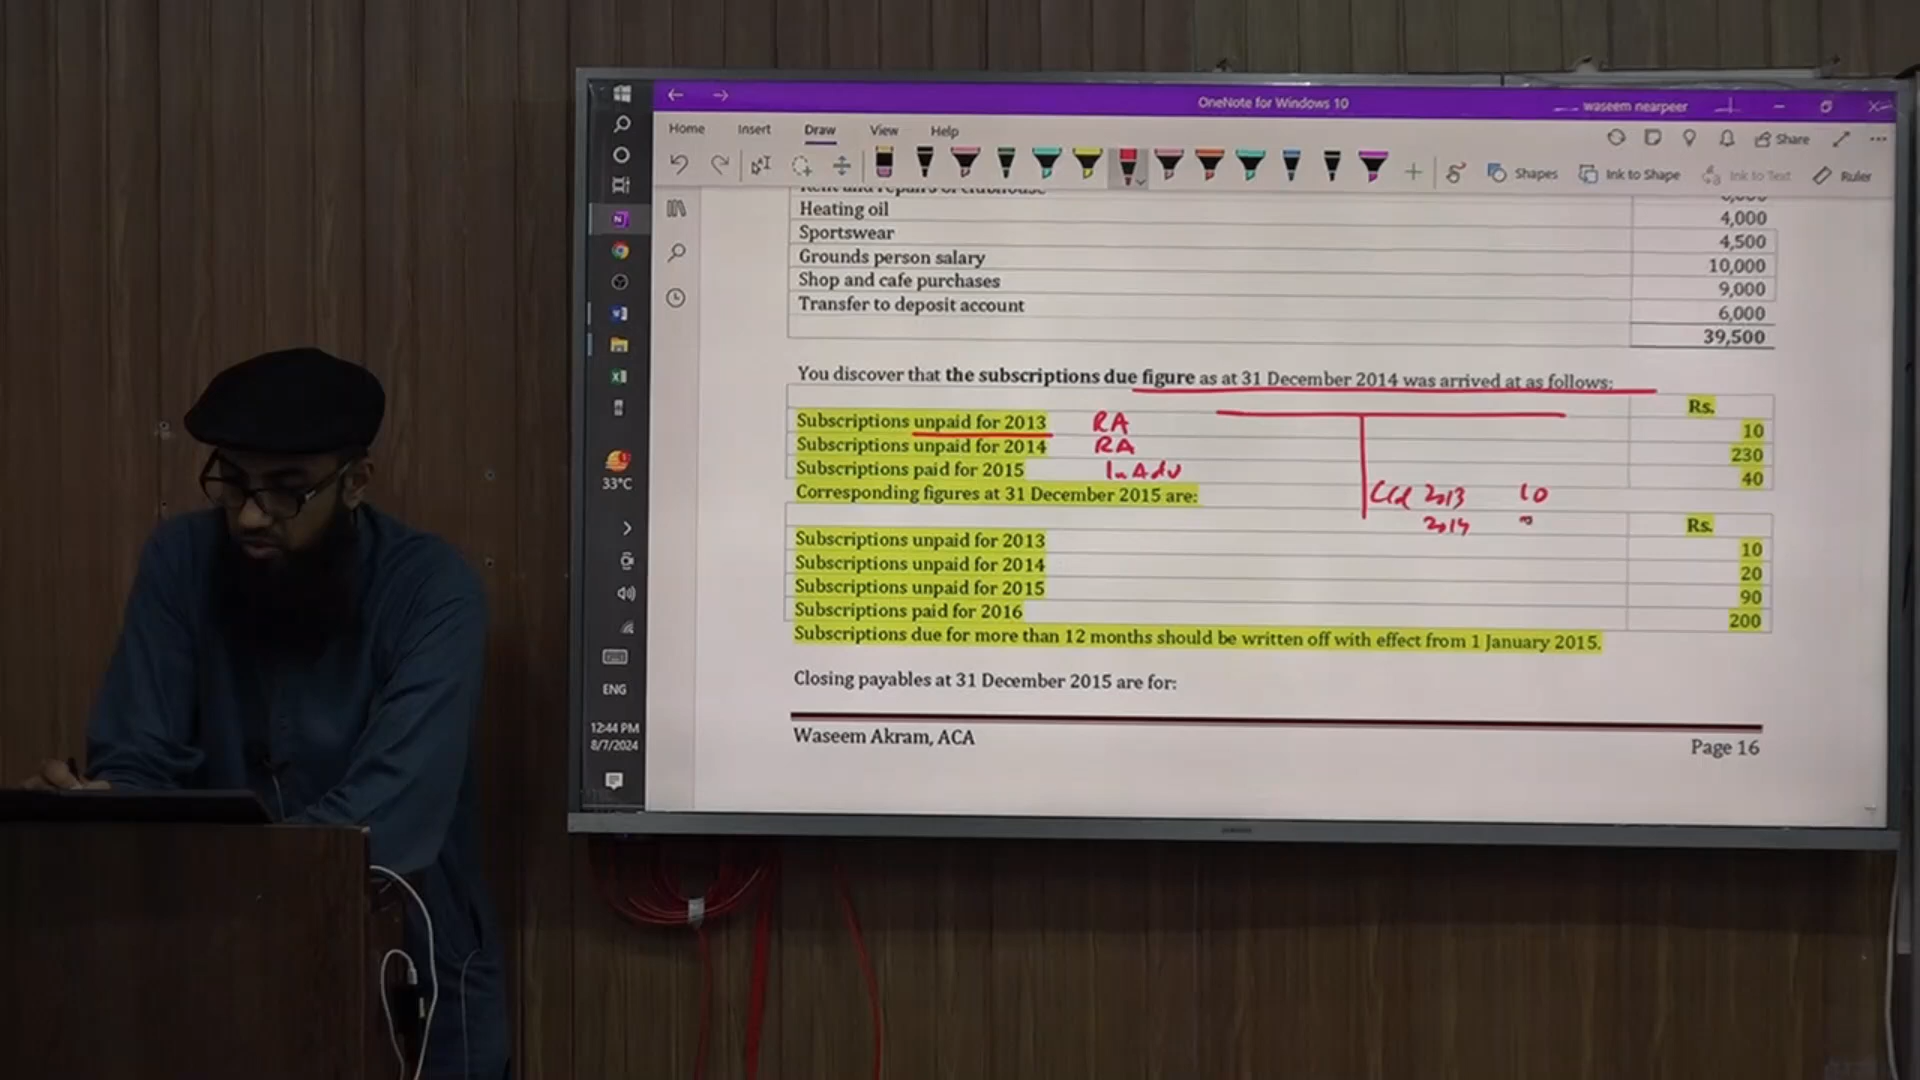 OneNote for Windows 10
waseem nearpeer
Home Insert Draw View Help
Share
Shapes Ink to Shape Ink to Text Ruler
Rent and repairs of clubhouse
Heating oil 4,000
Sportswear 4,500
Grounds person salary 10,000
Shop and cafe purchases 9,000
Transfer to deposit account 6,000
39,500
You discover that the subscriptions due figure as at 31 December 2014 was arrived at as follows:
Rs.
Subscriptions unpaid for 2013 RA 10
Subscriptions unpaid for 2014 RA 230
Subscriptions paid for 2015 In Adv 40
Corresponding figures at 31 December 2015 are:
C/d 2013 10
2014
Rs.
Subscriptions unpaid for 2013 10
Subscriptions unpaid for 2014 20
Subscriptions unpaid for 2015 90
Subscriptions paid for 2016 200
Subscriptions due for more than 12 months should be written off with effect from 1 January 2015.
Closing payables at 31 December 2015 are for:
Waseem Akram, ACA Page 16
33°C
ENG
12:44 PM
8/7/2024